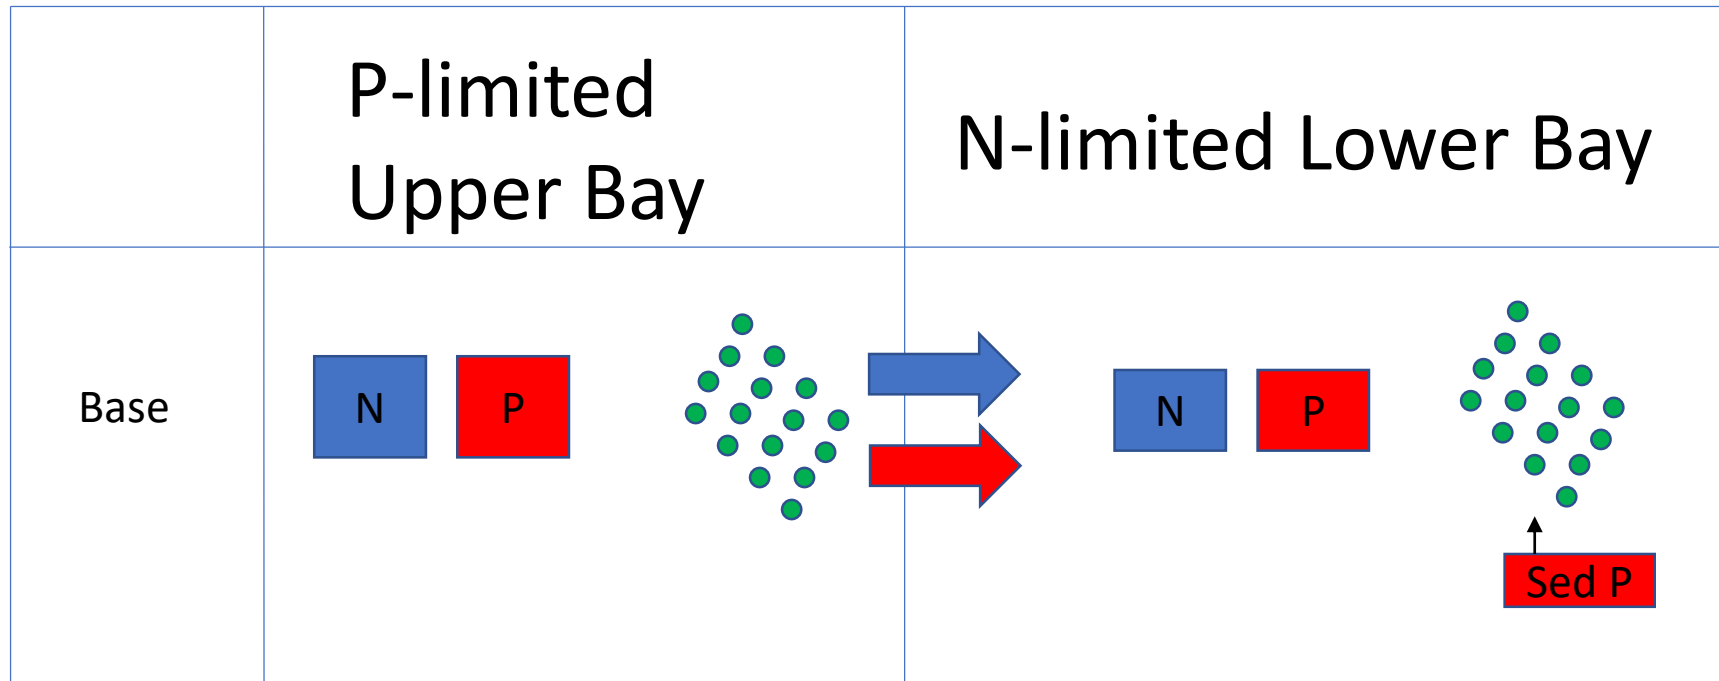 P-limited
Upper Bay
N-limited Lower Bay
Base
N
P
N
P
Sed P